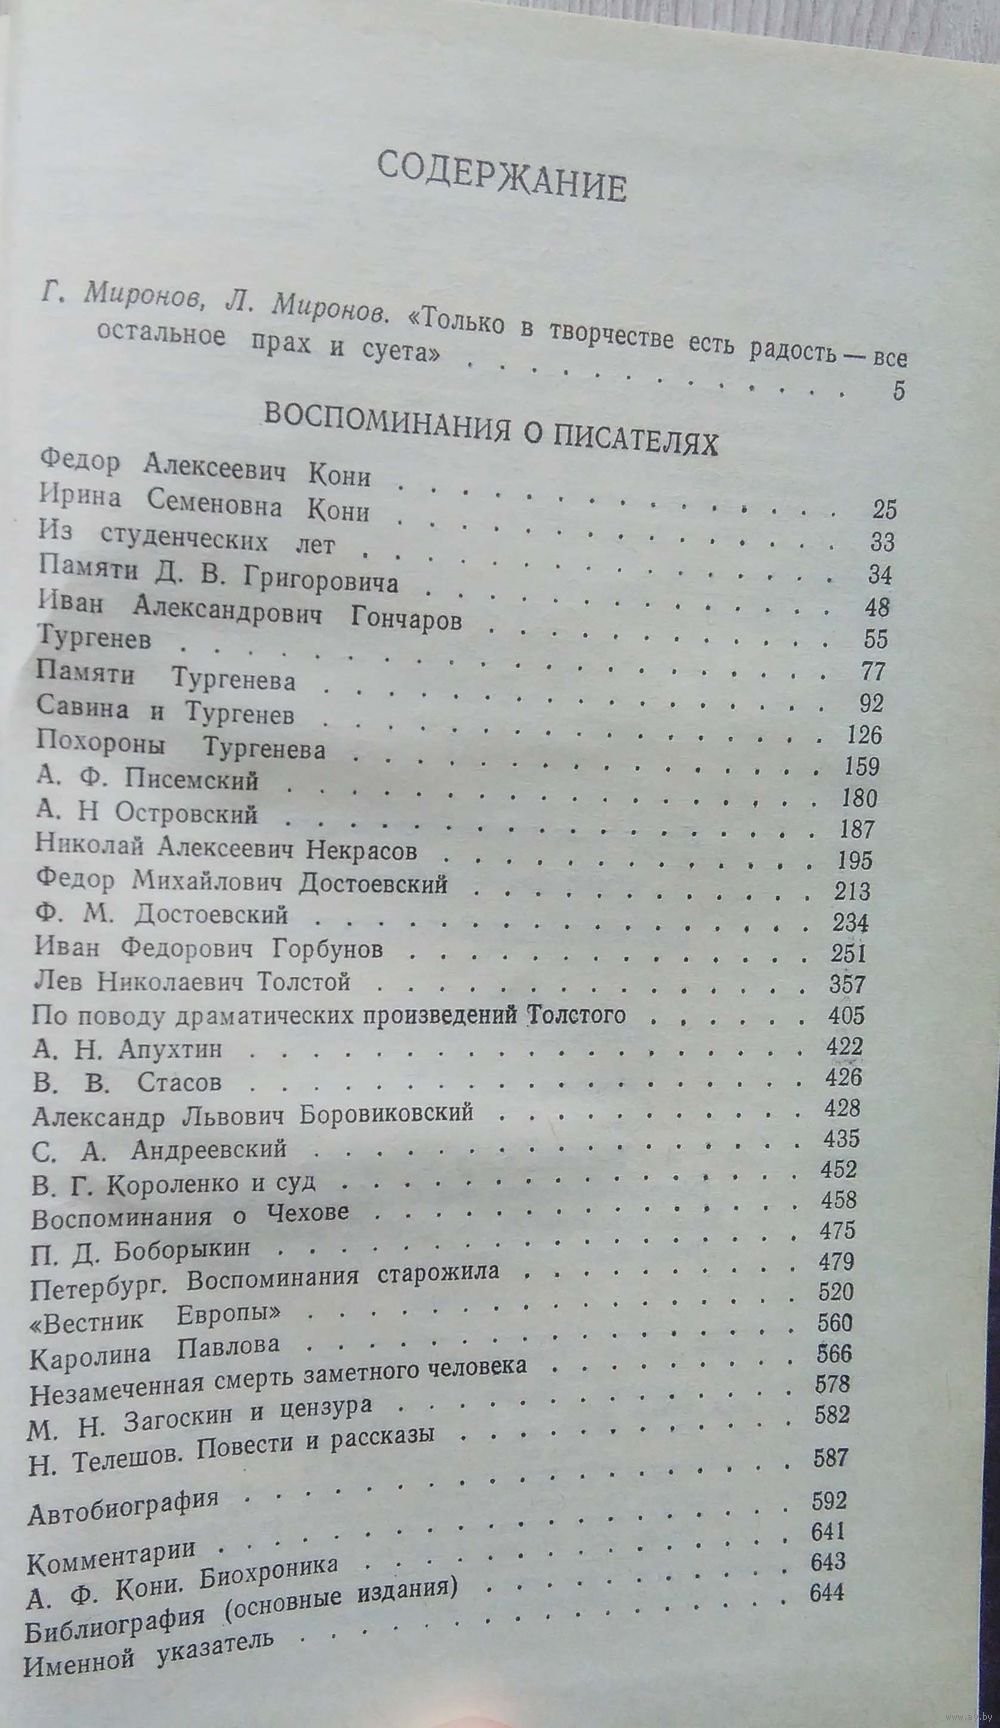 СОДЕРЖАНИЕ
Г. Миронов, Л. Миронов. «Только в творчестве есть радость — все
остальное прах и суета» . . . . . . . . . . . . 5
ВОСПОМИНАНИЯ О ПИСАТЕЛЯХ
Федор Алексеевич Кони . . . . . . . . . . . . 25
Ирина Семеновна Кони . . . . . . . . . . . . 33
Из студенческих лет . . . . . . . . . . . . 34
Памяти Д. В. Григоровича . . . . . . . . . . . . 48
Иван Александрович Гончаров . . . . . . . . . . . . 55
Тургенев . . . . . . . . . . . . 77
Памяти Тургенева . . . . . . . . . . . . 92
Савина и Тургенев . . . . . . . . . . . . 126
Похороны Тургенева . . . . . . . . . . . . 159
А. Ф. Писемский . . . . . . . . . . . . 180
А. Н Островский . . . . . . . . . . . . 187
Николай Алексеевич Некрасов . . . . . . . . . . . . 195
Федор Михайлович Достоевский . . . . . . . . . . . . 213
Ф. М. Достоевский . . . . . . . . . . . . 234
Иван Федорович Горбунов . . . . . . . . . . . . 251
Лев Николаевич Толстой . . . . . . . . . . . . 357
По поводу драматических произведений Толстого . . . . . . 405
А. Н. Апухтин . . . . . . . . . . . . 422
В. В. Стасов . . . . . . . . . . . . 426
Александр Львович Боровиковский . . . . . . . . . . . 428
С. А. Андреевский . . . . . . . . . . . . 435
В. Г. Короленко и суд . . . . . . . . . . . . 452
Воспоминания о Чехове . . . . . . . . . . . . 458
П. Д. Боборыкин . . . . . . . . . . . . 475
Петербург. Воспоминания старожила . . . . . . . . . . 479
«Вестник Европы» . . . . . . . . . . . . 520
Каролина Павлова . . . . . . . . . . . . 560
Незамеченная смерть заметного человека . . . . . . . . . 566
М. Н. Загоскин и цензура . . . . . . . . . . . . 578
Н. Телешов. Повести и рассказы . . . . . . . . . . . 582
Автобиография . . . . . . . . . . . . 587
Комментарии . . . . . . . . . . . . 592
А. Ф. Кони. Биохроника . . . . . . . . . . . . 641
Библиография (основные издания) . . . . . . . . . . 643
Именной указатель . . . . . . . . . . . . 644
www.ay.by